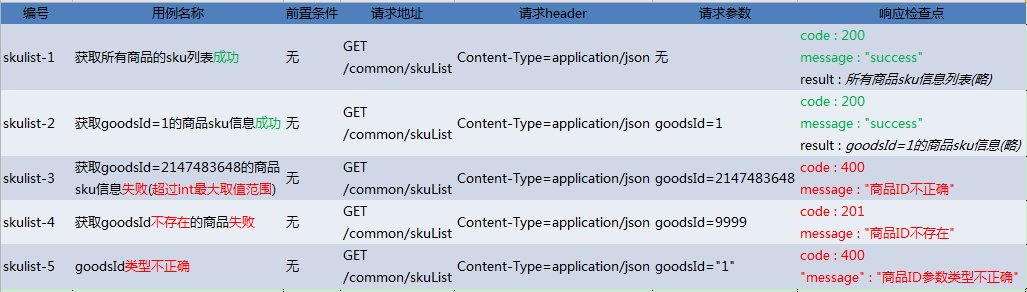 编号 用例名称 前置条件 请求地址 请求header 请求参数 响应检查点
skulist-1 获取所有商品的sku列表成功 无 GET /common/skuList Content-Type=application/json 无 code : 200
message : "success"
result : 所有商品sku信息列表(略)
skulist-2 获取goodsId=1的商品sku信息成功 无 GET /common/skuList Content-Type=application/json goodsId=1 code : 200
message : "success"
result : goodsId=1的商品sku信息(略)
skulist-3 获取goodsId=2147483648的商品
sku信息失败(超过int最大取值范围) 无 GET /common/skuList Content-Type=application/json goodsId=2147483648 code : 400
message : "商品ID不正确"
skulist-4 获取goodsId不存在的商品失败 无 GET /common/skuList Content-Type=application/json goodsId=9999 code : 201
message : "商品ID不存在"
skulist-5 goodsId类型不正确 无 GET /common/skuList Content-Type=application/json goodsId="1" code : 400
"message" : "商品ID参数类型不正确"